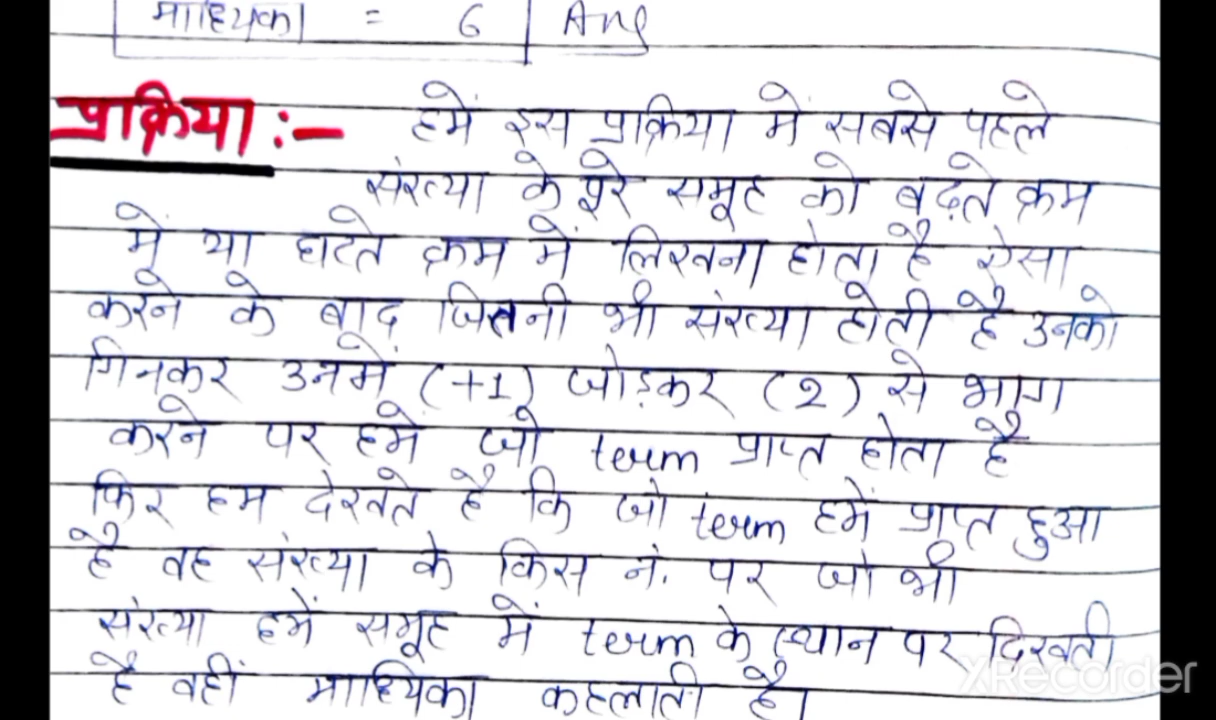 माध्यिका = 6 Ans
प्रक्रिया :- हमें इस प्रक्रिया में सबसे पहले
संख्या के पूरे समूह को बढ़ते क्रम
में या घटते क्रम में लिखना होता है ऐसा
करने के बाद जितनी भी संख्या होती है उनको
गिनकर उनमें (+1) जोड़कर (2) से भाग
करने पर हमें जो term प्राप्त होता है
फिर हम देखते है कि जो term हमें प्राप्त हुआ
है वह संख्या के किस नं. पर जो भी
संख्या हमें समूह में term के स्थान पर दिखती
है वहीं माध्यिका कहलाती है।
XRecorder